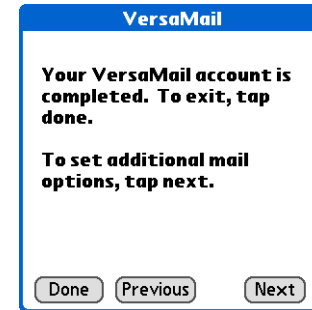 VersaMail
Your VersaMail account is
completed. To exit, tap
done.
To set additional mail
options, tap next.
Done Previous Next